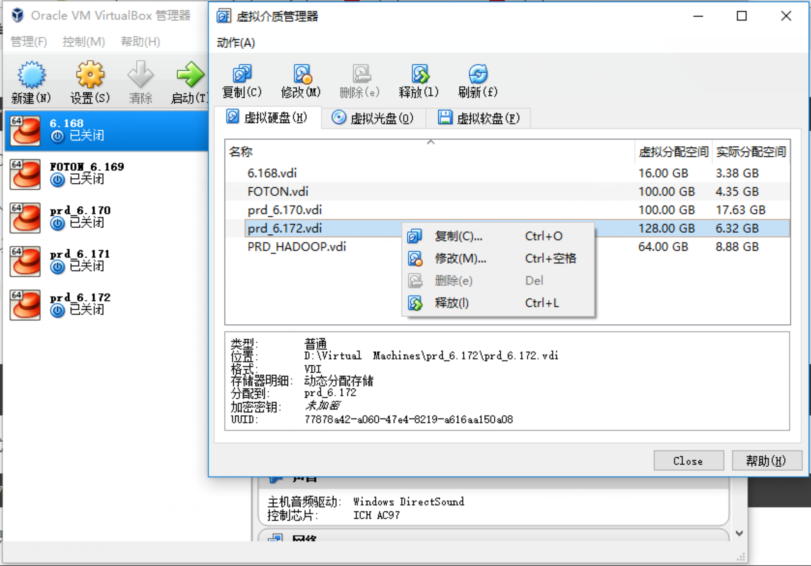 Oracle VM VirtualBox 管理器
管理(F) 控制(M) 帮助(H)
新建(N) 设置(S) 清除 启动(T)
64 6.168
已关闭
64 FOTON_6.169
已关闭
64 prd_6.170
已关闭
64 prd_6.171
已关闭
64 prd_6.172
已关闭
虚拟介质管理器
动作(A)
复制(C) 修改(M) 删除(e) 释放(l) 刷新(f)
虚拟硬盘(H) 虚拟光盘(O) 虚拟软盘(F)
名称 虚拟分配空间 实际分配空间
6.168.vdi 16.00 GB 3.38 GB
FOTON.vdi 100.00 GB 4.35 GB
prd_6.170.vdi 100.00 GB 17.63 GB
prd_6.172.vdi 128.00 GB 6.32 GB
PRD_HADOOP.vdi 64.00 GB 8.88 GB
复制(C)... Ctrl+O
修改(M)... Ctrl+空格
删除(e) Del
释放(l) Ctrl+L
类型: 普通
位置: D:\Virtual Machines\prd_6.172\prd_6.172.vdi
格式: VDI
存储器明细: 动态分配存储
分配到: prd_6.172
加密密钥: 未加密
UUID: 77878a42-a060-47e4-8219-a616aa150a08
Close 帮助(H)
声音
主机音频驱动: Windows DirectSound
控制芯片: ICH AC97
网络